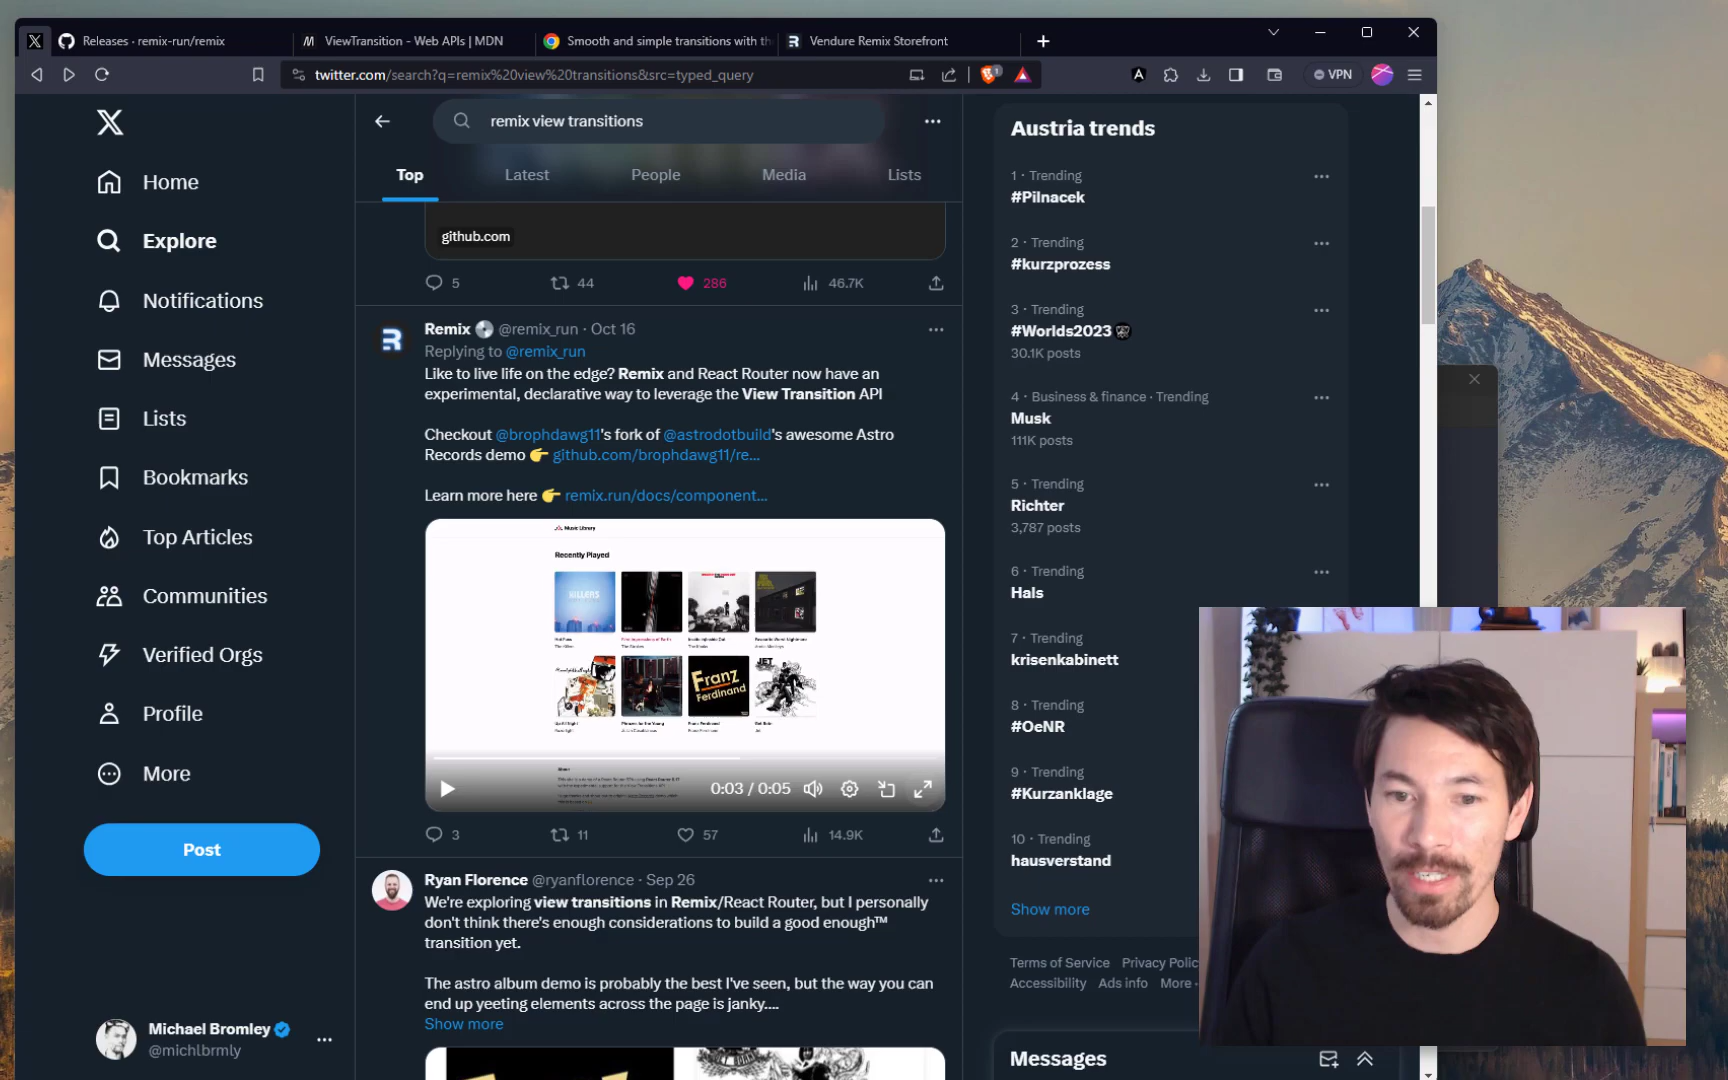 Releases · remix-run/remix
ViewTransition - Web APIs | MDN
Smooth and simple transitions with the
Vendure Remix Storefront
twitter.com/search?q=remix%20view%20transitions&src=typed_query
VPN
Home
Explore
Notifications
Messages
Lists
Bookmarks
Top Articles
Communities
Verified Orgs
Profile
More
Post
Michael Bromley
@michlbrmly
remix view transitions
Top
Latest
People
Media
Lists
github.com
5
44
286
46.7K
Remix @remix_run · Oct 16
Replying to @remix_run
Like to live life on the edge? Remix and React Router now have an
experimental, declarative way to leverage the View Transition API
Checkout @brophdawg11's fork of @astrodotbuild's awesome Astro
Records demo 👉 github.com/brophdawg11/re…
Learn more here 👉 remix.run/docs/component…
Music Library
Recently Played
KILLERS
Franz
Ferdinand
JET
0:03 / 0:05
3
11
57
14.9K
Ryan Florence @ryanflorence · Sep 26
We're exploring view transitions in Remix/React Router, but I personally
don't think there's enough considerations to build a good enough™
transition yet.
The astro album demo is probably the best I've seen, but the way you can
end up yeeting elements across the page is janky....
Show more
Austria trends
1 · Trending
#Pilnacek
2 · Trending
#kurzprozess
3 · Trending
#Worlds2023
30.1K posts
4 · Business & finance · Trending
Musk
111K posts
5 · Trending
Richter
3,787 posts
6 · Trending
Hals
7 · Trending
krisenkabinett
8 · Trending
#OeNR
9 · Trending
#Kurzanklage
10 · Trending
hausverstand
Show more
Terms of Service Privacy Polic
Accessibility Ads info More
Messages